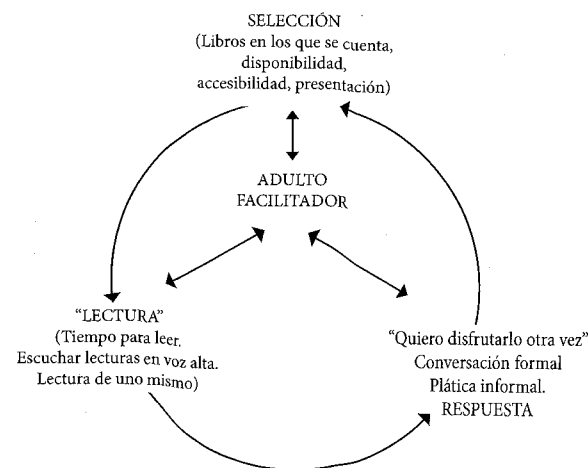 SELECCIÓN
(Libros en los que se cuenta,
disponibilidad,
accesibilidad, presentación)
ADULTO
FACILITADOR
“LECTURA”
(Tiempo para leer.
Escuchar lecturas en voz alta.
Lectura de uno mismo)
“Quiero disfrutarlo otra vez”
Conversación formal
Plática informal.
RESPUESTA